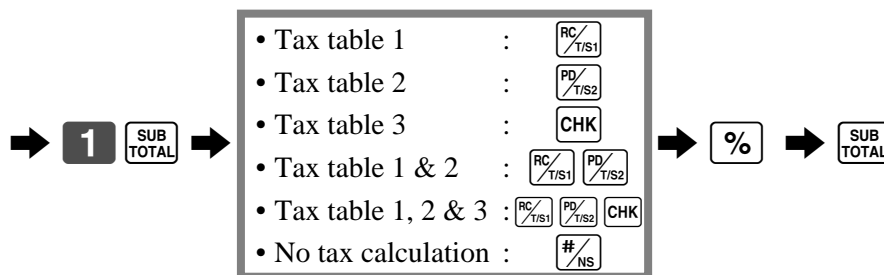 • Tax table 1 : RC/T/S1
• Tax table 2 : PD/T/S2
• Tax table 3 : CHK
➡ 1 SUB TOTAL ➡ ➡ % ➡ SUB TOTAL
• Tax table 1 & 2 : RC/T/S1 PD/T/S2
• Tax table 1, 2 & 3 : RC/T/S1 PD/T/S2 CHK
• No tax calculation : #/NS